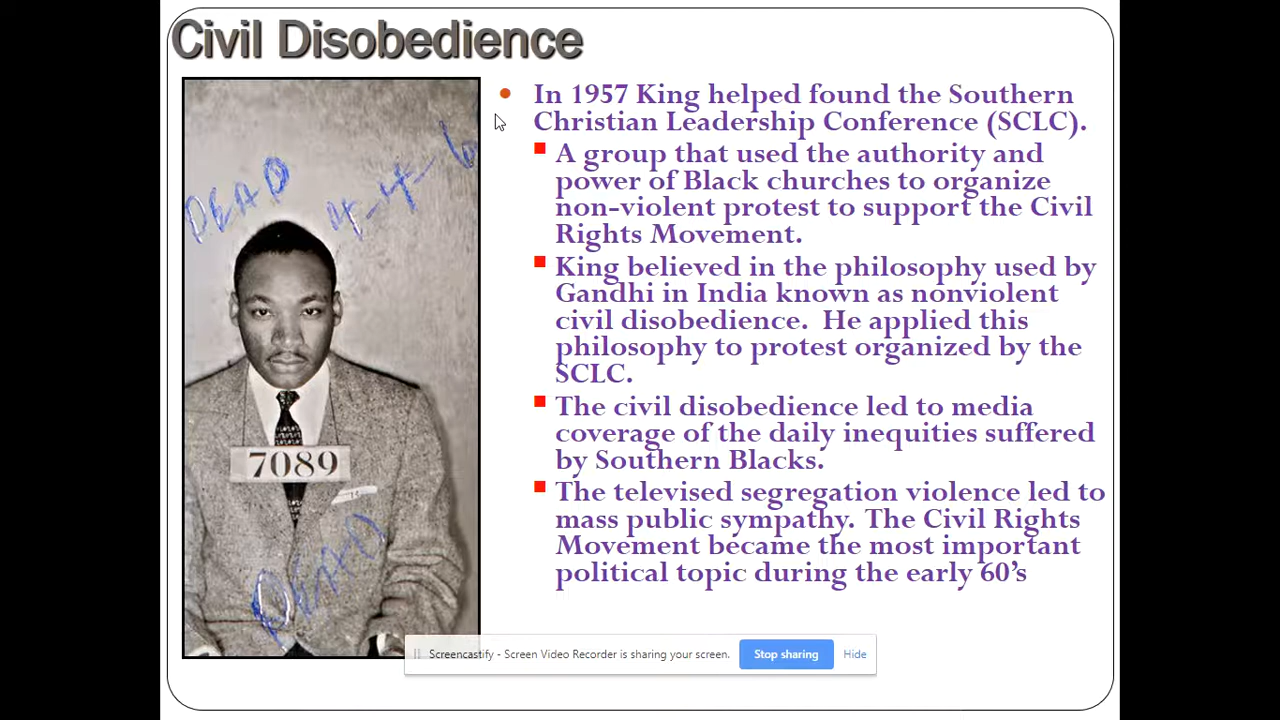 Civil Disobedience
In 1957 King helped found the Southern
Christian Leadership Conference (SCLC).
A group that used the authority and
power of Black churches to organize
non-violent protest to support the Civil
Rights Movement.
King believed in the philosophy used by
Gandhi in India known as nonviolent
civil disobedience.  He applied this
philosophy to protest organized by the
SCLC.
The civil disobedience led to media
coverage of the daily inequities suffered
by Southern Blacks.
The televised segregation violence led to
mass public sympathy. The Civil Rights
Movement became the most important
political topic during the early 60's
DEAD
4-4-6
7089
DEAD
Screencastify - Screen Video Recorder is sharing your screen.
Stop sharing
Hide